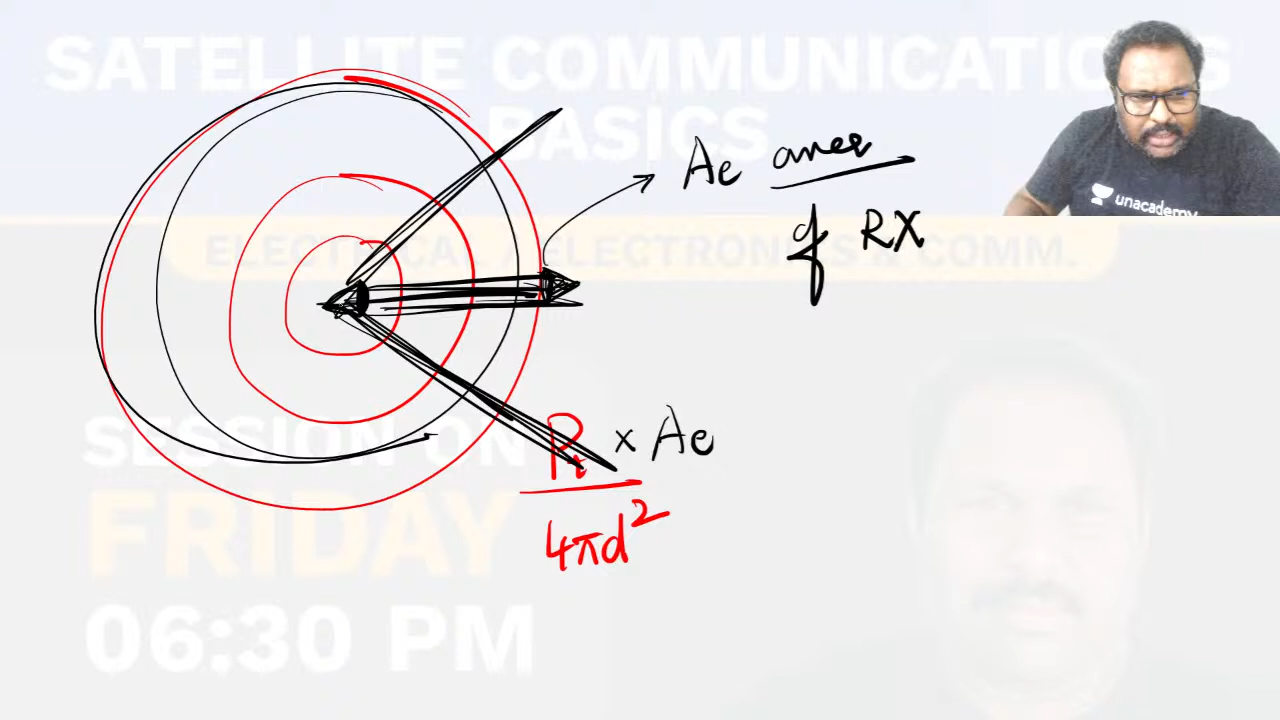 SATELLITE COMMUNICATIONS
BASICS
Ae area
of RX
ELECTRICAL / ELECTRONICS & COMM.
unacademy
Pt × Ae
4πd²
SESSION ON
FRIDAY
06:30 PM